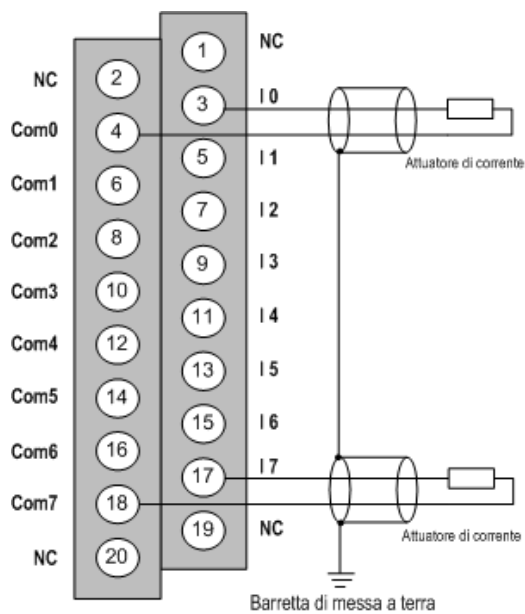 1 NC
NC 2
3 I 0
Com0 4
Attuatore di corrente
5 I 1
Com1 6
7 I 2
Com2 8
9 I 3
Com3 10
11 I 4
Com4 12
13 I 5
Com5 14
15 I 6
Com6 16
17 I 7
Com7 18
19 NC
Attuatore di corrente
NC 20
Barretta di messa a terra